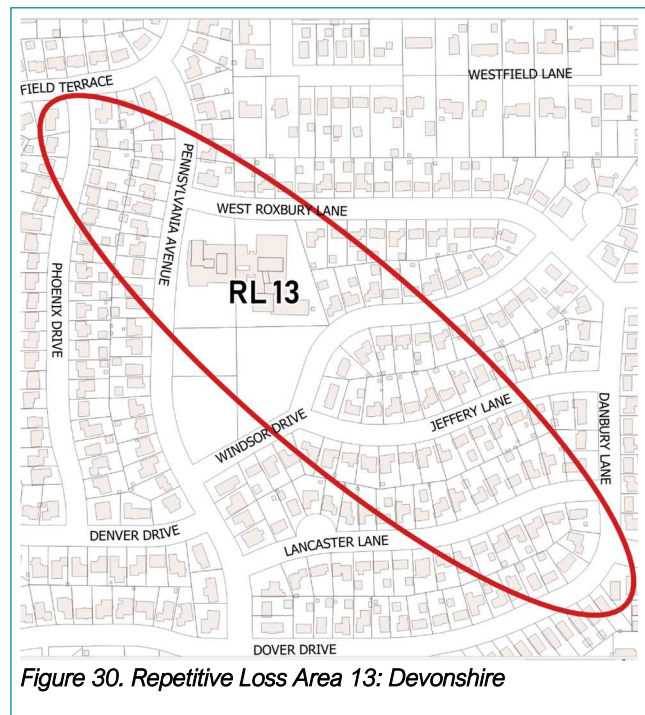 FIELD TERRACE
WESTFIELD LANE
PENNSYLVANIA AVENUE
WEST ROXBURY LANE
PHOENIX DRIVE
RL 13
WINDSOR DRIVE
JEFFERY LANE
DANBURY LANE
DENVER DRIVE
LANCASTER LANE
DOVER DRIVE
Figure 30. Repetitive Loss Area 13: Devonshire